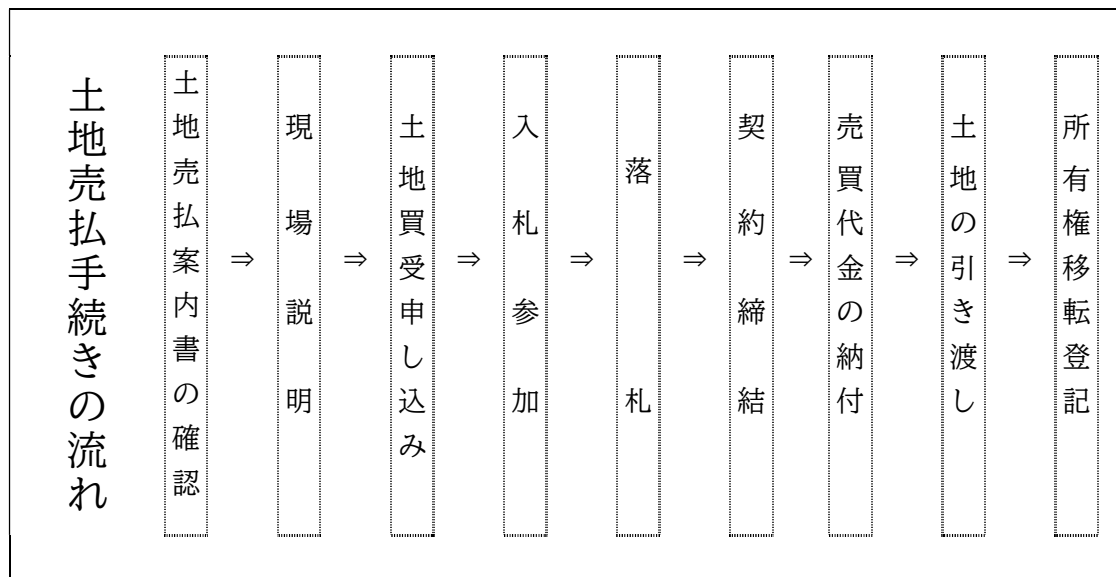 土地売払手続きの流れ
土地売払案内書の確認
⇒
現場説明
⇒
土地買受申し込み
⇒
入札参加
⇒
落札
⇒
契約締結
⇒
売買代金の納付
⇒
土地の引き渡し
⇒
所有権移転登記